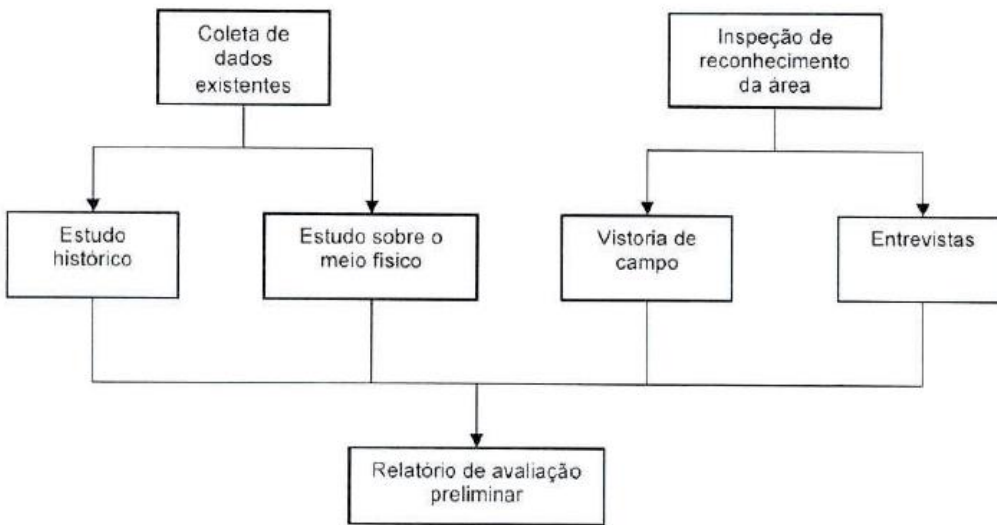 Coleta de
dados
existentes
Inspeção de
reconhecimento
da área
Estudo
histórico
Estudo sobre o
meio físico
Vistoria de
campo
Entrevistas
Relatório de avaliação
preliminar